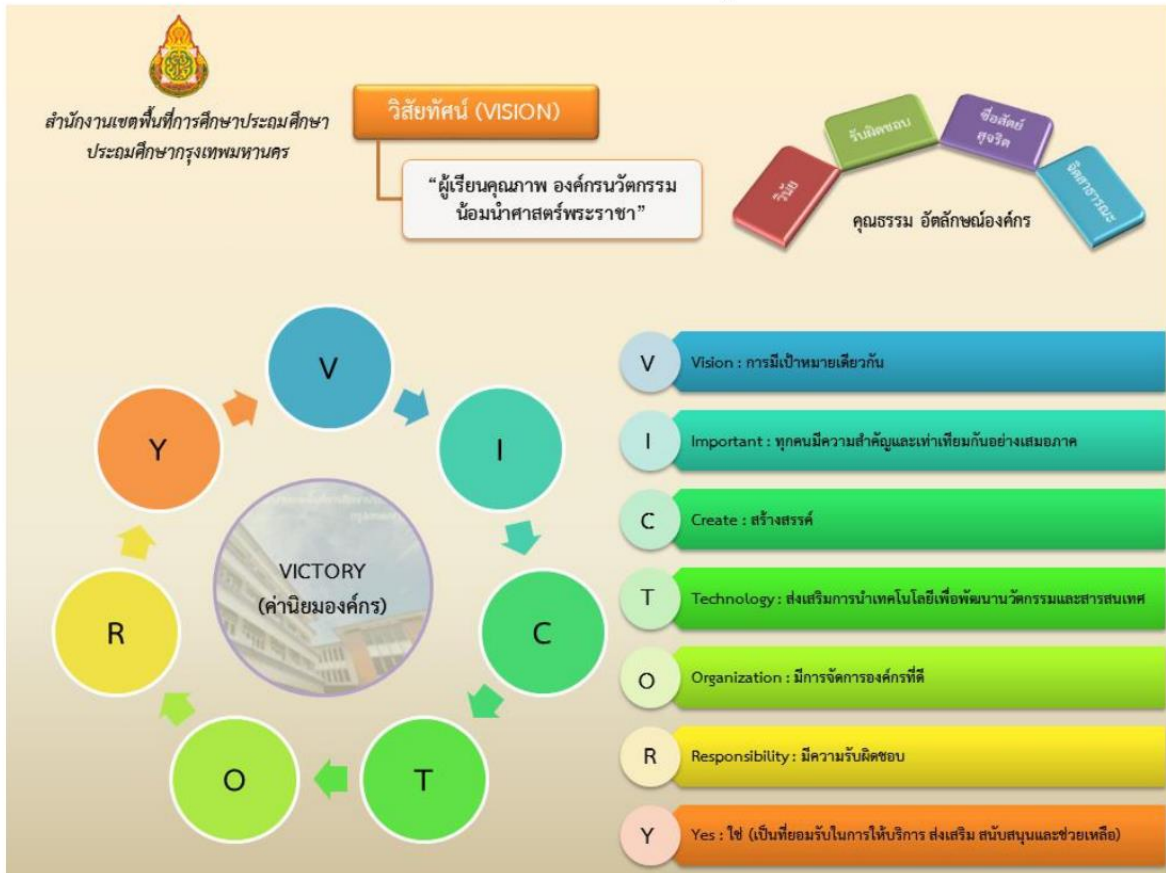 สำนักงานเขตพื้นที่การศึกษาประถมศึกษา
ประถมศึกษากรุงเทพมหานคร
วิสัยทัศน์ (VISION)
“ผู้เรียนคุณภาพ องค์กรนวัตกรรม
น้อมนำศาสตร์พระราชา”
วินัย
รับผิดชอบ
ซื่อสัตย์
สุจริต
จิตสาธารณะ
คุณธรรม อัตลักษณ์องค์กร
V
I
C
T
O
R
Y
VICTORY
(ค่านิยมองค์กร)
V Vision : การมีเป้าหมายเดียวกัน
I Important : ทุกคนมีความสำคัญและเท่าเทียมกันอย่างเสมอภาค
C Create : สร้างสรรค์
T Technology : ส่งเสริมการนำเทคโนโลยีเพื่อพัฒนานวัตกรรมและสารสนเทศ
O Organization : มีการจัดการองค์กรที่ดี
R Responsibility : มีความรับผิดชอบ
Y Yes : ใช่ (เป็นที่ยอมรับในการให้บริการ ส่งเสริม สนับสนุนและช่วยเหลือ)